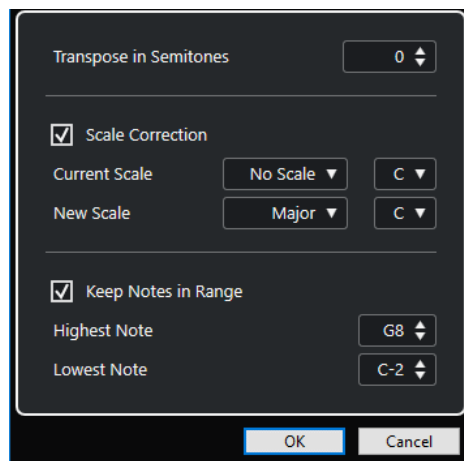 Transpose in Semitones 0
Scale Correction
Current Scale No Scale C
New Scale Major C
Keep Notes in Range
Highest Note G8
Lowest Note C-2
OK Cancel